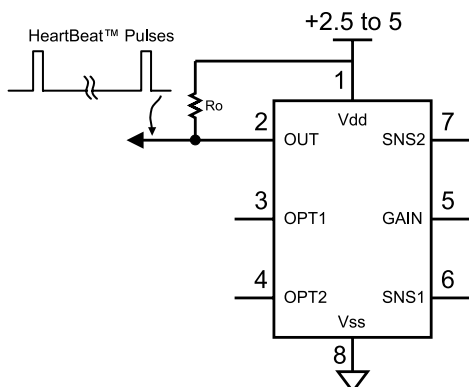 HeartBeat™ Pulses
+2.5 to 5
1
Ro
Vdd
2
OUT
SNS2
7
3
OPT1
GAIN
5
4
OPT2
SNS1
6
Vss
8